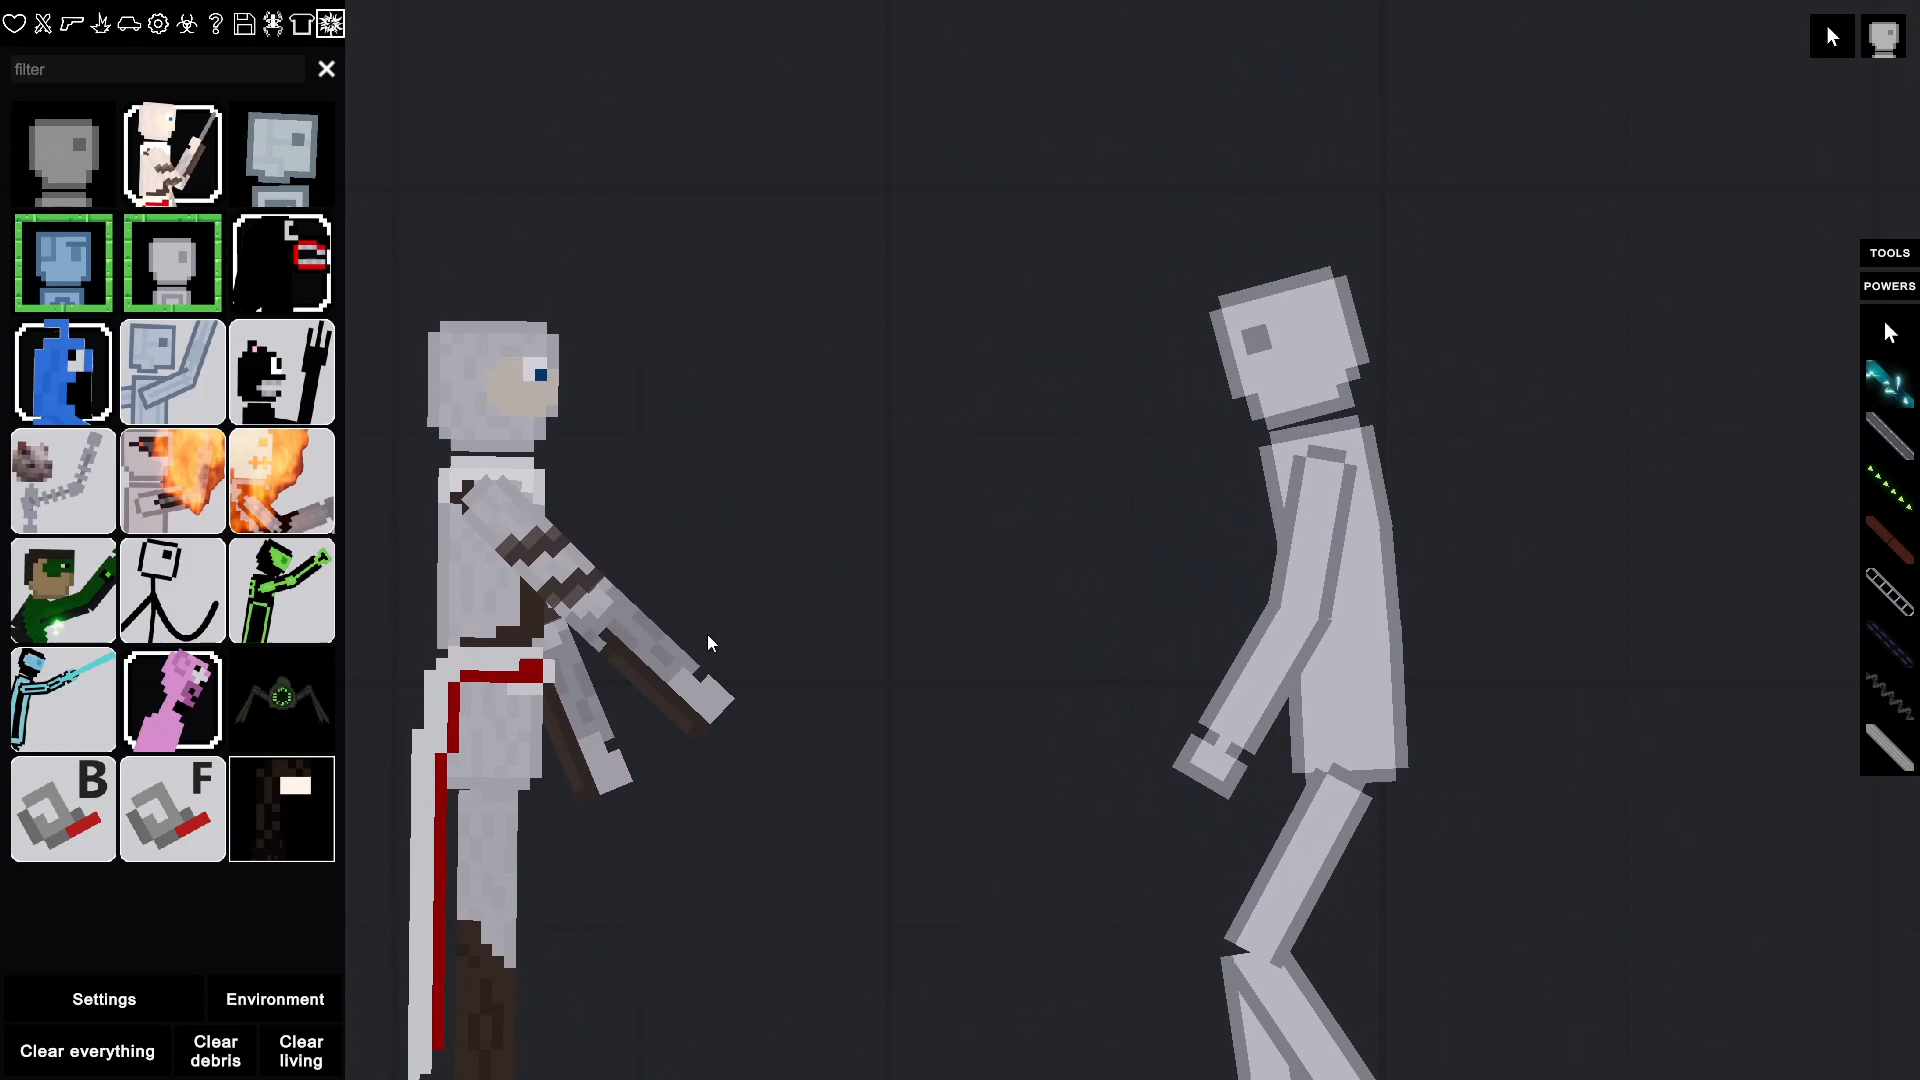 filter
TOOLS
POWERS
B
F
Settings
Environment
Clear everything
Clear
debris
Clear
living